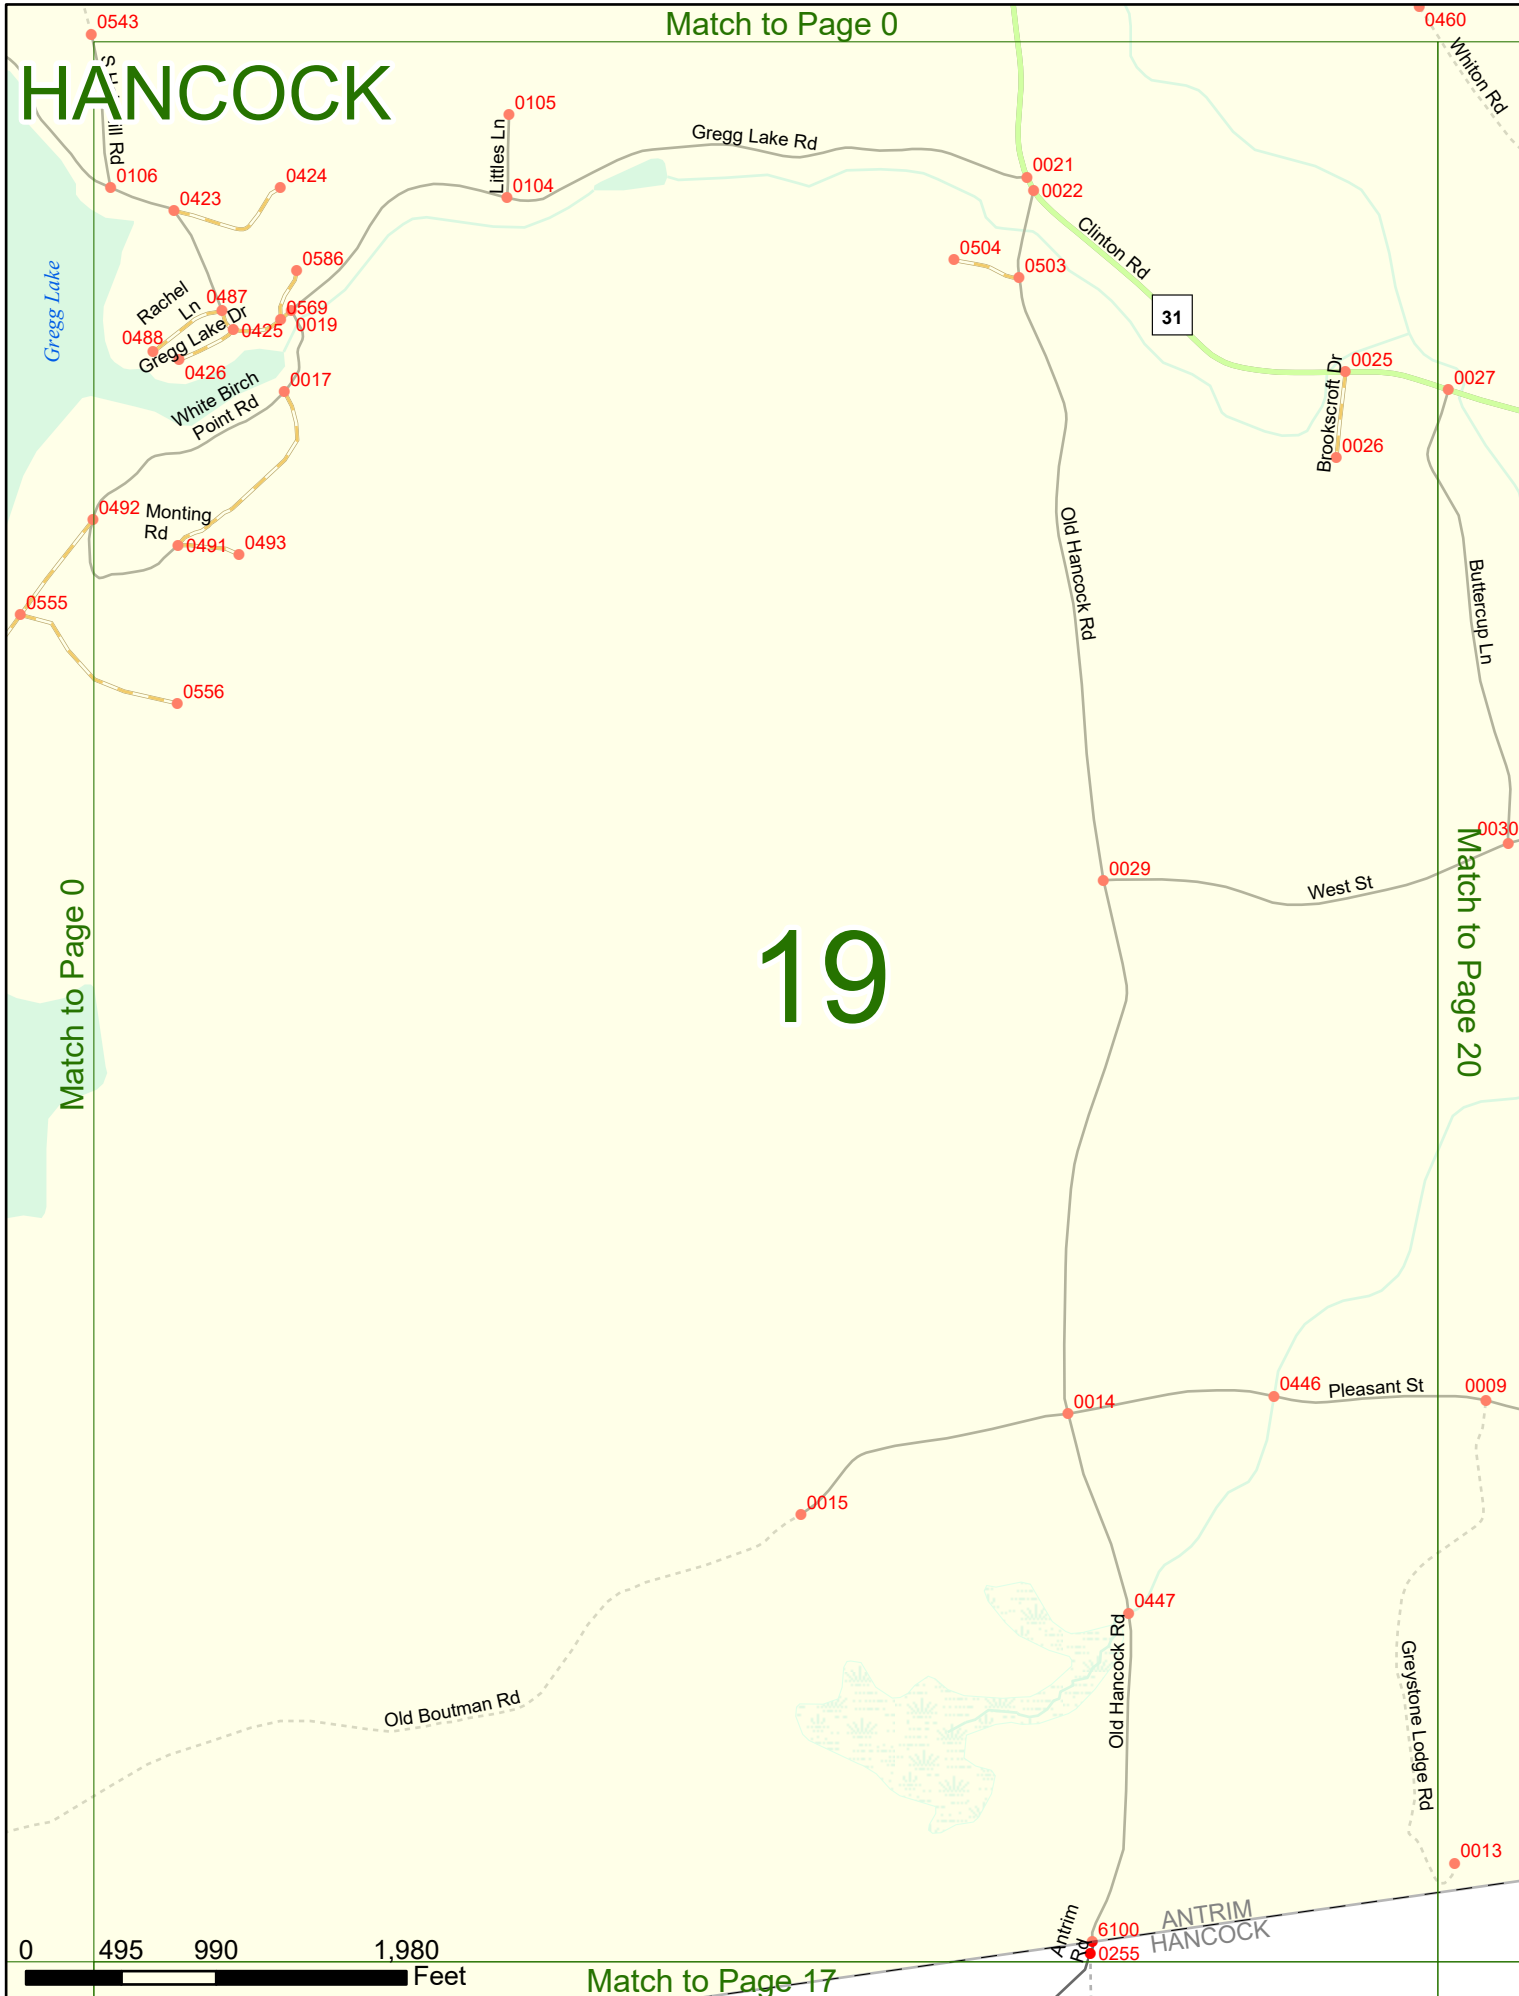 0543
Match to Page 0
0460
Whiton Rd
HANCOCK
ill Rd
0105
Littles Ln
Gregg Lake Rd
0106
0424
0104
0021
0022
0423
Clinton Rd
0504
0503
Gregg Lake
0586
Rachel
Ln
0487
0569
0019
31
0488
Gregg Lake Dr
0425
0426
0025
Brookscroft Dr
0027
White Birch
Point Rd
0017
0026
0492
Monting
Rd
0491
0493
Old Hancock Rd
Buttercup Ln
0555
0556
0030
0029
West St
Match to Page 0
19
Match to Page 20
0446
Pleasant St
0009
0014
0015
0447
Old Hancock Rd
Greystone Lodge Rd
Old Boutman Rd
0013
Antrim
Rd
6100
0255
ANTRIM
HANCOCK
0
495
990
1,980
Feet
Match to Page 17